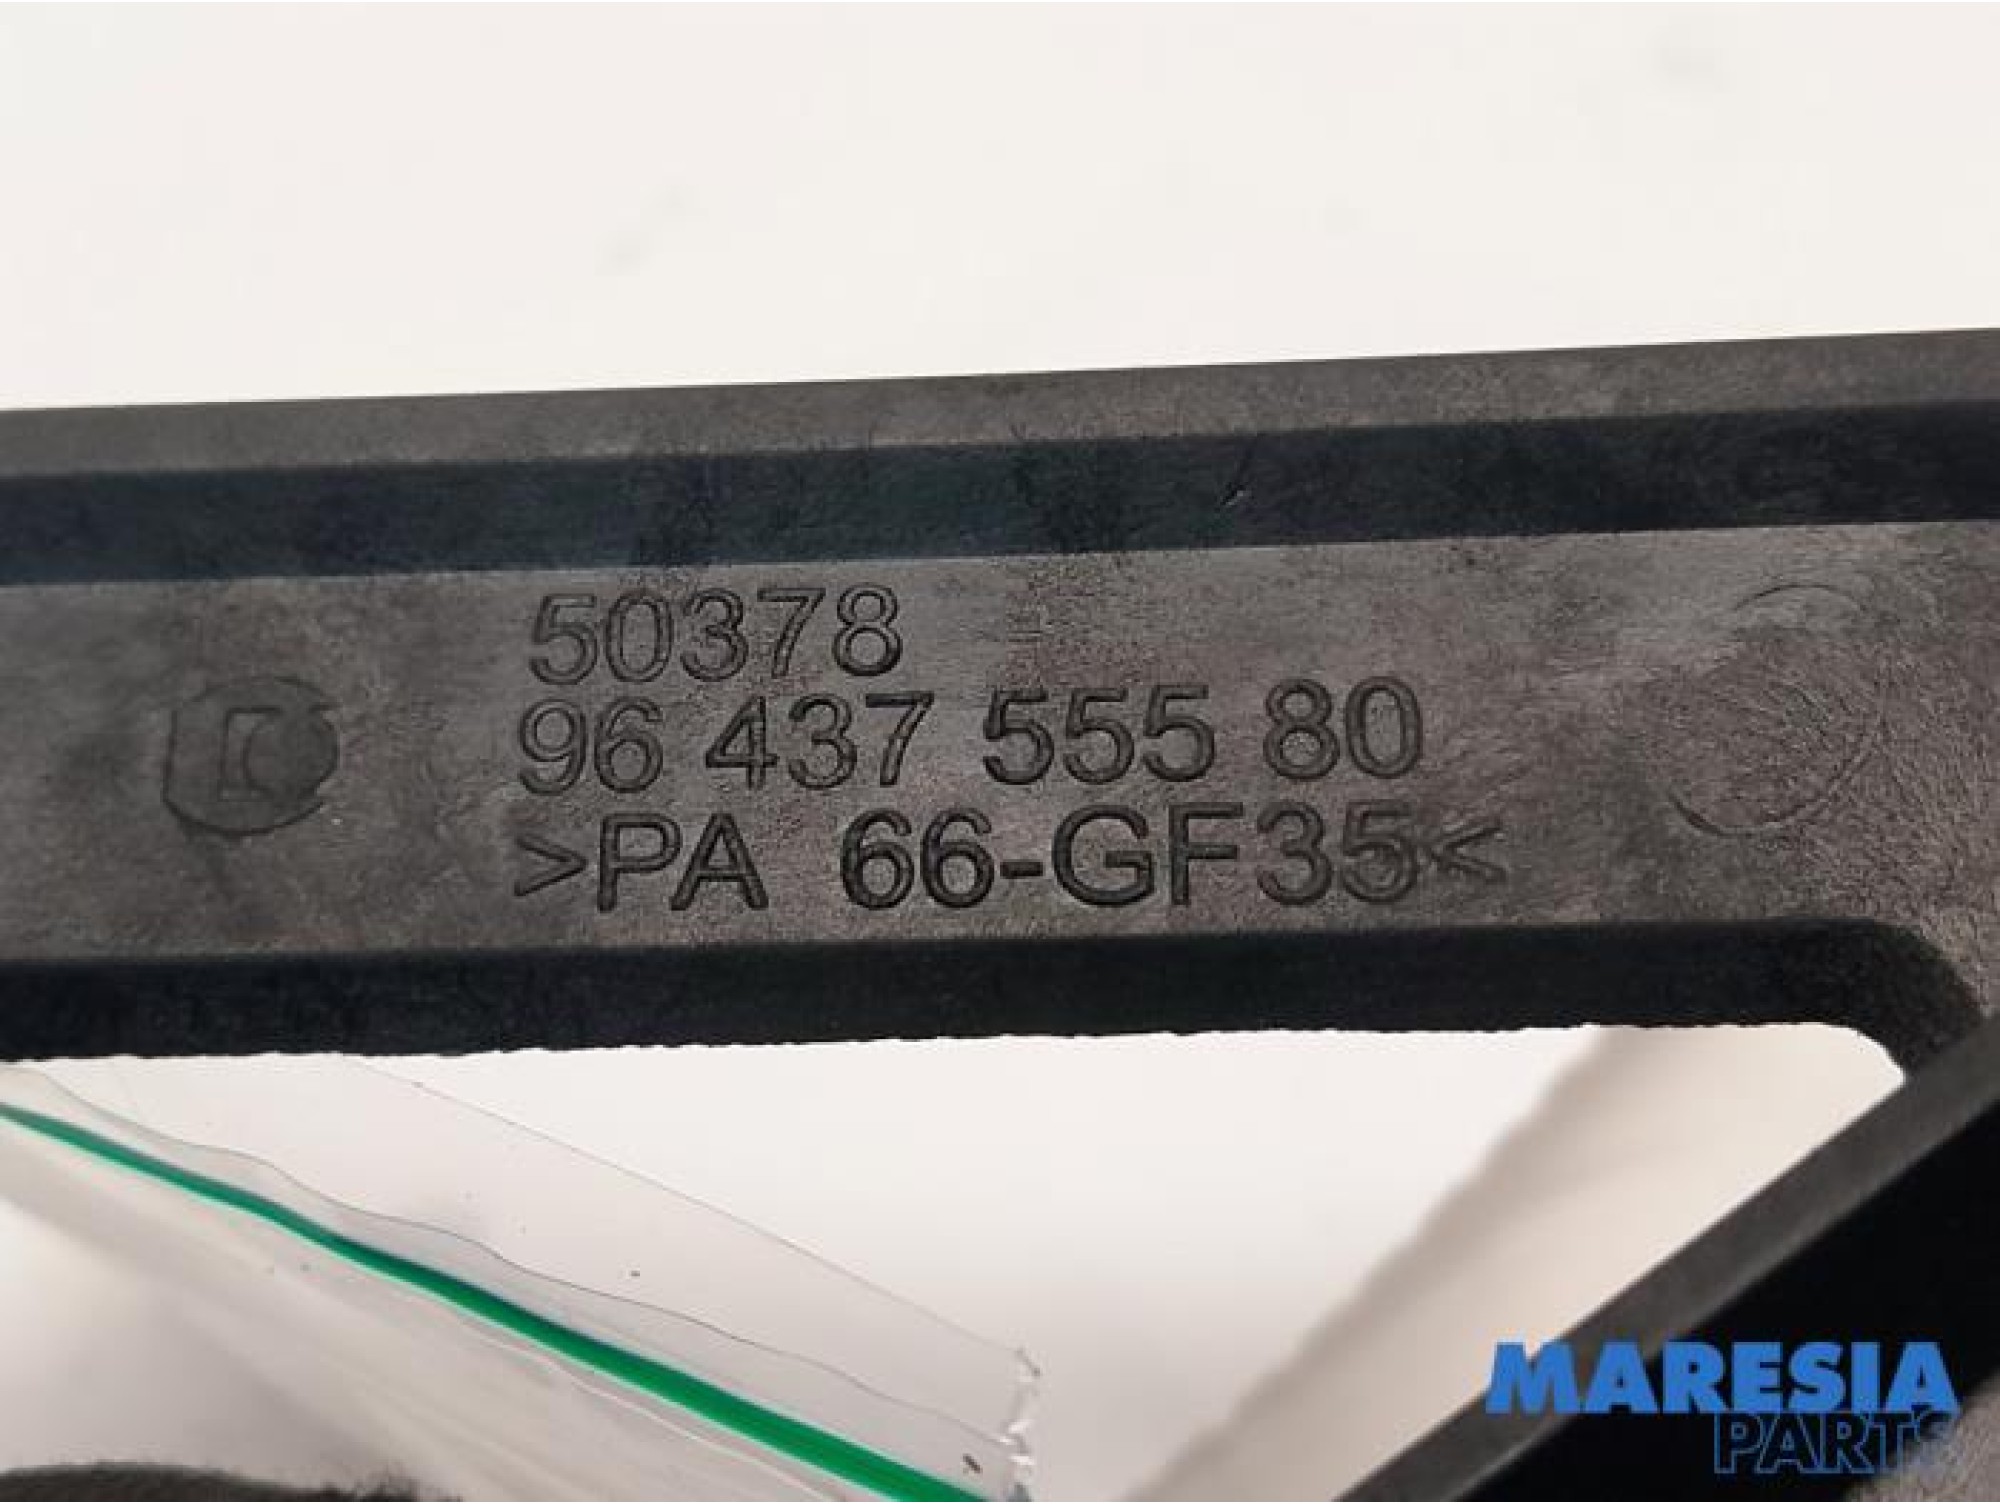 50378
96 437 555 80
>PA 66-GF35<
MARESIA
PARTS